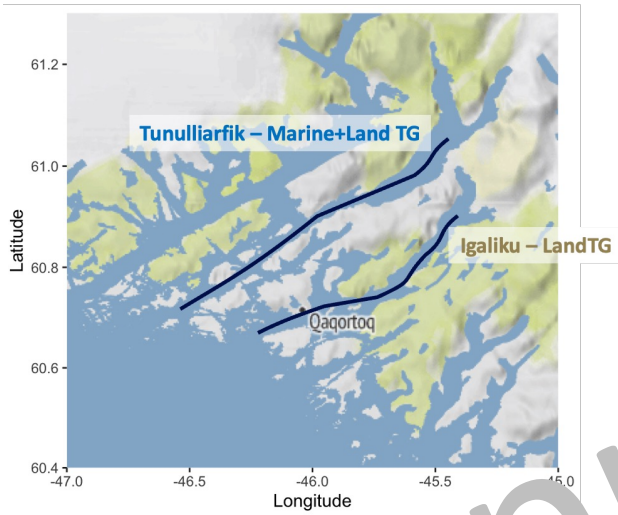 61.2
Tunulliarfik – Marine+Land TG
61.0
Latitude
Igaliku – LandTG
60.8
Qaqortoq
60.6
60.4
-47.0 -46.5 -46.0 -45.5 -45.0
Longitude